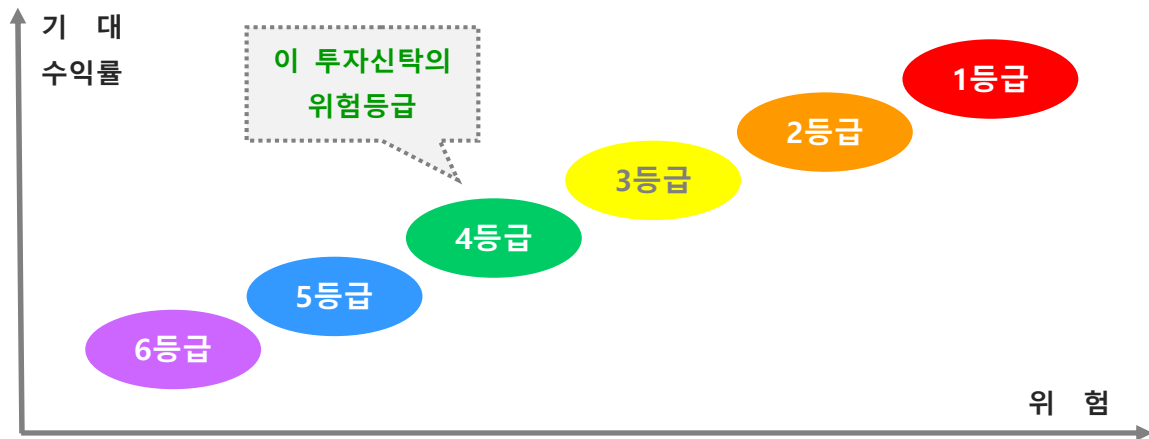 기 대
수익률
이 투자신탁의
위험등급
1등급
2등급
3등급
4등급
5등급
6등급
위 험